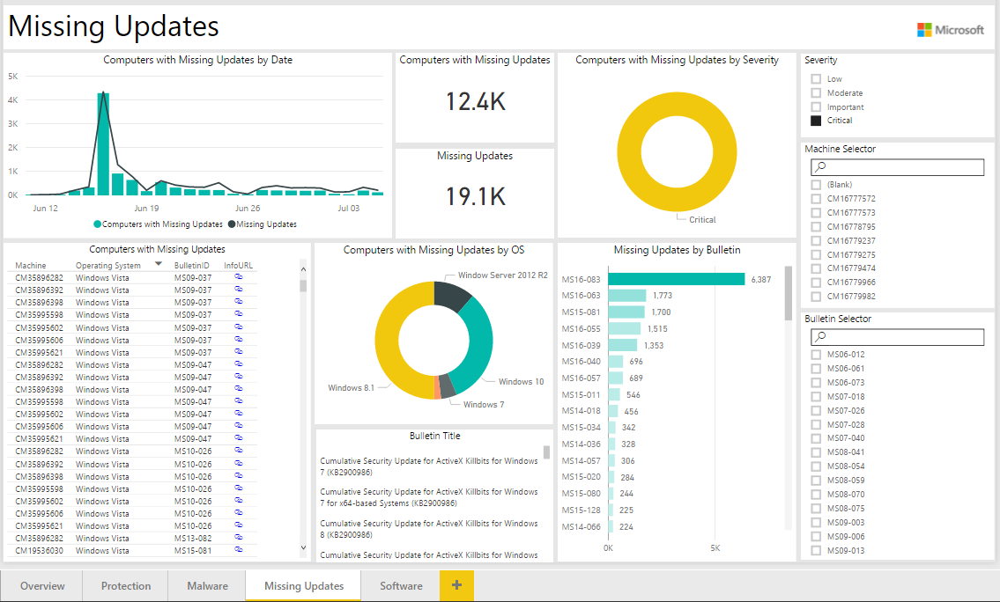 Missing Updates
Microsoft
Computers with Missing Updates by Date
5K
4K
3K
2K
1K
0K
Jun 12
Jun 19
Jun 26
Jul 03
Computers with Missing Updates
Missing Updates
Computers with Missing Updates
12.4K
Missing Updates
19.1K
Computers with Missing Updates by Severity
Critical
Severity
Low
Moderate
Important
Critical
Machine Selector
(Blank)
CM16777572
CM16777573
CM16778795
CM16779237
CM16779275
CM16779474
CM16779966
CM16779982
Computers with Missing Updates
Machine Operating System BulletinID InfoURL
CM35896282 Windows Vista MS09-037
CM35896392 Windows Vista MS09-037
CM35896398 Windows Vista MS09-037
CM35995598 Windows Vista MS09-037
CM35995602 Windows Vista MS09-037
CM35995606 Windows Vista MS09-037
CM35995621 Windows Vista MS09-037
CM35896282 Windows Vista MS09-047
CM35896392 Windows Vista MS09-047
CM35896398 Windows Vista MS09-047
CM35995598 Windows Vista MS09-047
CM35995602 Windows Vista MS09-047
CM35995606 Windows Vista MS09-047
CM35995621 Windows Vista MS09-047
CM35896282 Windows Vista MS10-026
CM35896392 Windows Vista MS10-026
CM35896398 Windows Vista MS10-026
CM35995598 Windows Vista MS10-026
CM35995602 Windows Vista MS10-026
CM35995606 Windows Vista MS10-026
CM35995621 Windows Vista MS10-026
CM35896282 Windows Vista MS13-082
CM19536030 Windows Vista MS15-081
Computers with Missing Updates by OS
Window Server 2012 R2
Windows 8.1
Windows 10
Windows 7
Bulletin Title
Cumulative Security Update for ActiveX Killbits for Windows
7 (KB2900986)
Cumulative Security Update for ActiveX Killbits for Windows
7 for x64-based Systems (KB2900986)
Cumulative Security Update for ActiveX Killbits for Windows
8 (KB2900986)
Cumulative Security Update for ActiveX Killbits for Windows
Missing Updates by Bulletin
MS16-083 6,387
MS16-063 1,773
MS15-081 1,700
MS16-055 1,515
MS16-039 1,353
MS16-040 696
MS16-057 689
MS15-011 546
MS14-018 456
MS15-034 342
MS14-036 328
MS14-057 306
MS15-020 284
MS15-080 244
MS15-128 225
MS14-066 224
0K 5K
Bulletin Selector
MS06-012
MS06-061
MS06-073
MS07-018
MS07-026
MS07-028
MS07-040
MS08-041
MS08-054
MS08-059
MS08-070
MS08-075
MS09-003
MS09-006
MS09-013
Overview
Protection
Malware
Missing Updates
Software
+